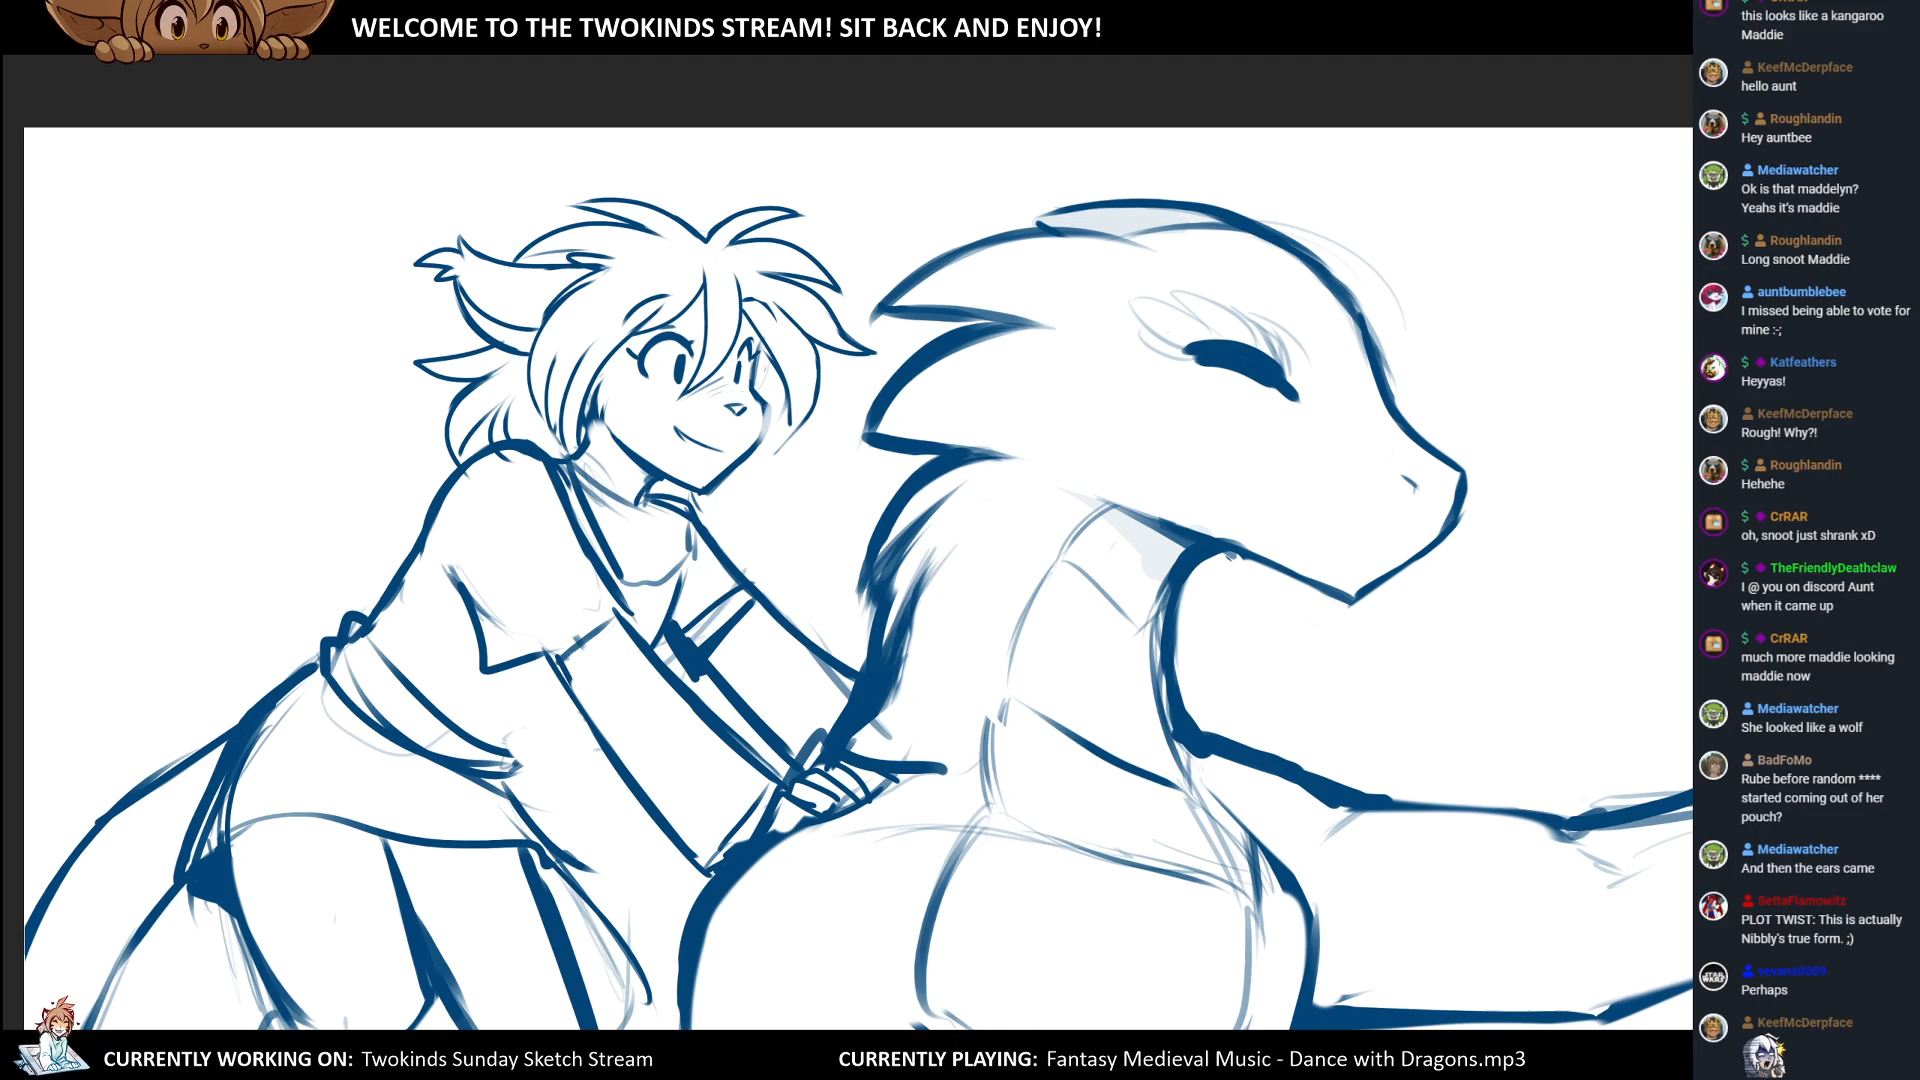 WELCOME TO THE TWOKINDS STREAM! SIT BACK AND ENJOY!
this looks like a kangaroo
Maddie
KeefMcDerpface
hello aunt
$ Roughlandin
Hey auntbee
Mediawatcher
Ok is that maddelyn?
Yeahs it's maddie
$ Roughlandin
Long snoot Maddie
auntbumblebee
I missed being able to vote for
mine :-;
$ Katfeathers
Heyyas!
KeefMcDerpface
Rough! Why?!
$ Roughlandin
Hehehe
$ CrRAR
oh, snoot just shrank xD
$ TheFriendlyDeathclaw
I @ you on discord Aunt
when it came up
$ CrRAR
much more maddie looking
maddie now
Mediawatcher
She looked like a wolf
BadFoMo
Rube before random ****
started coming out of her
pouch?
Mediawatcher
And then the ears came
SettaFlamowitz
PLOT TWIST: This is actually
Nibbly's true form. ;)
STAR
WARS
vevans0009
Perhaps
KeefMcDerpface
CURRENTLY WORKING ON: Twokinds Sunday Sketch Stream
CURRENTLY PLAYING: Fantasy Medieval Music - Dance with Dragons.mp3